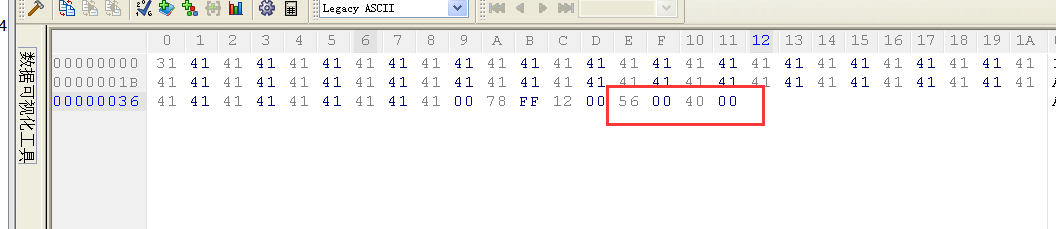 Legacy ASCII
4
数据可视化工具
0 1 2 3 4 5 6 7 8 9 A B C D E F 10 11 12 13 14 15 16 17 18 19 1A
00000000 31 41 41 41 41 41 41 41 41 41 41 41 41 41 41 41 41 41 41 41 41 41 41 41 41 41 41 1
0000001B 41 41 41 41 41 41 41 41 41 41 41 41 41 41 41 41 41 41 41 41 41 41 41 41 41 41 41
00000036 41 41 41 41 41 41 41 41 41 00 78 FF 12 00 56 00 40 00